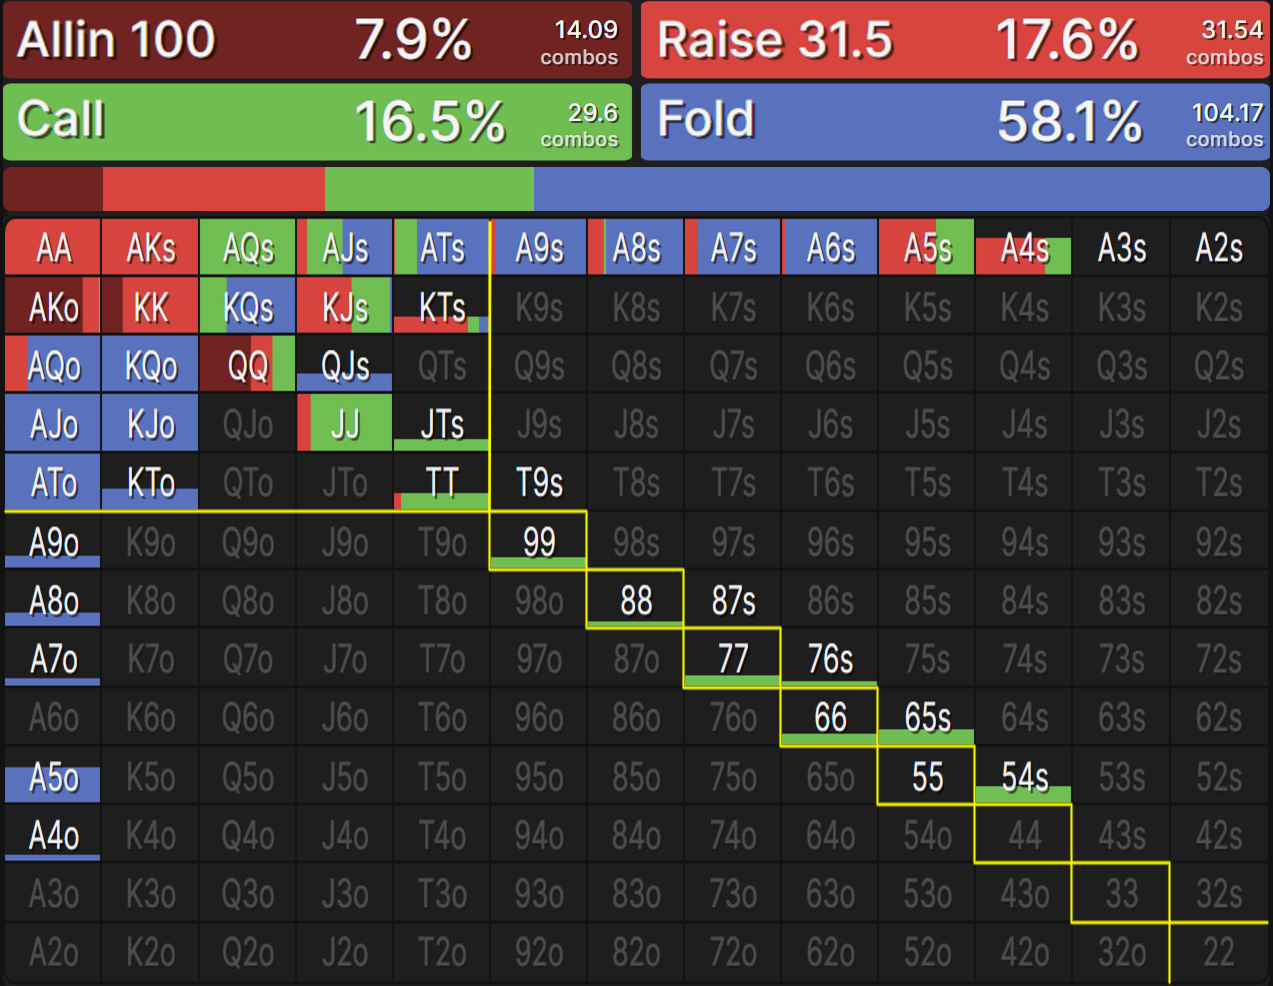 Allin 100 7.9% 14.09 combos Raise 31.5 17.6% 31.54 combos
Call 16.5% 29.6 combos Fold 58.1% 104.17 combos
AA AKs AQs AJs ATs A9s A8s A7s A6s A5s A4s A3s A2s
AKo KK KQs KJs KTs K9s K8s K7s K6s K5s K4s K3s K2s
AQo KQo QQ QJs QTs Q9s Q8s Q7s Q6s Q5s Q4s Q3s Q2s
AJo KJo QJo JJ JTs J9s J8s J7s J6s J5s J4s J3s J2s
ATo KTo QTo JTo TT T9s T8s T7s T6s T5s T4s T3s T2s
A9o K9o Q9o J9o T9o 99 98s 97s 96s 95s 94s 93s 92s
A8o K8o Q8o J8o T8o 98o 88 87s 86s 85s 84s 83s 82s
A7o K7o Q7o J7o T7o 97o 87o 77 76s 75s 74s 73s 72s
A6o K6o Q6o J6o T6o 96o 86o 76o 66 65s 64s 63s 62s
A5o K5o Q5o J5o T5o 95o 85o 75o 65o 55 54s 53s 52s
A4o K4o Q4o J4o T4o 94o 84o 74o 64o 54o 44 43s 42s
A3o K3o Q3o J3o T3o 93o 83o 73o 63o 53o 43o 33 32s
A2o K2o Q2o J2o T2o 92o 82o 72o 62o 52o 42o 32o 22